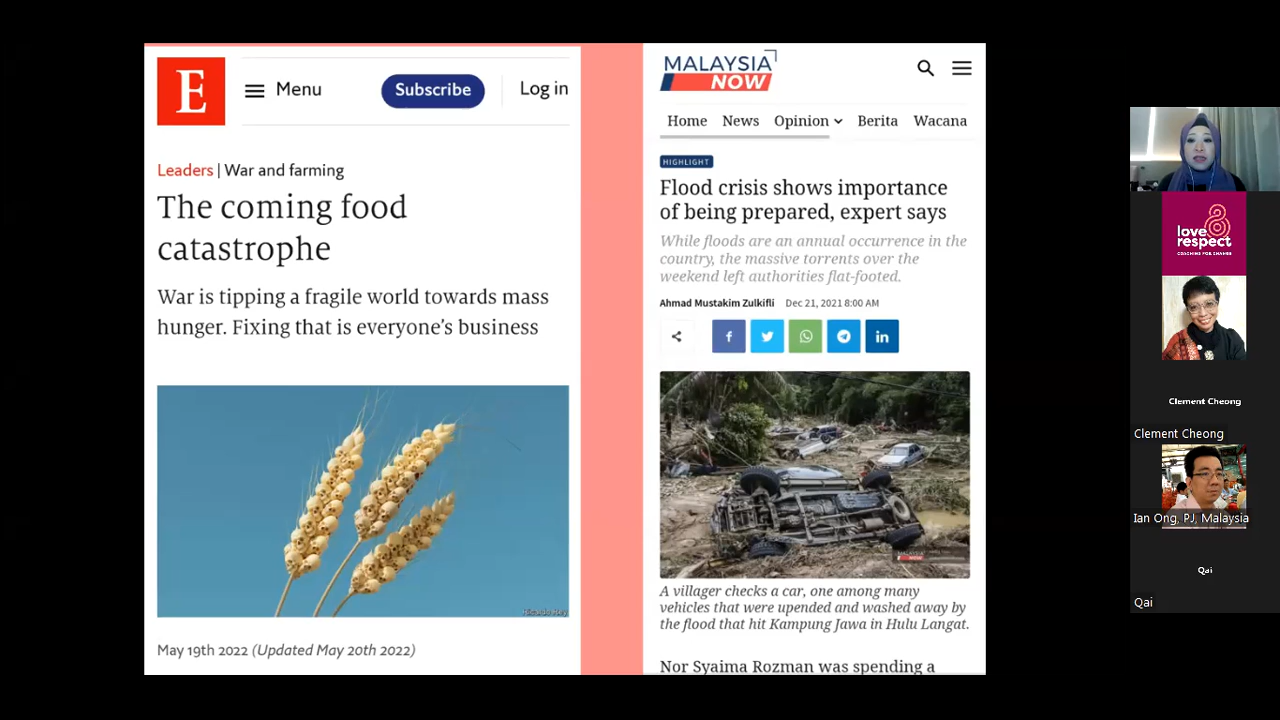 E
Menu
Subscribe
Log in
Leaders | War and farming
The coming food
catastrophe
War is tipping a fragile world towards mass
hunger. Fixing that is everyone's business
May 19th 2022 (Updated May 20th 2022)
MALAYSIA
NOW
Home News Opinion Berita Wacana
HIGHLIGHT
Flood crisis shows importance
of being prepared, expert says
While floods are an annual occurrence in the
country, the massive torrents over the
weekend left authorities flat-footed.
Ahmad Mustakim Zulkifli Dec 21, 2021 8:00 AM
f
in
MALAYSIA
NOW
A villager checks a car, one among many
vehicles that were upended and washed away by
the flood that hit Kampung Jawa in Hulu Langat.
Nor Syaima Rozman was spending a
love &
respect
COACHING FOR CHANGE
Clement Cheong
Clement Cheong
Ian Ong, PJ, Malaysia
Qai
Qai